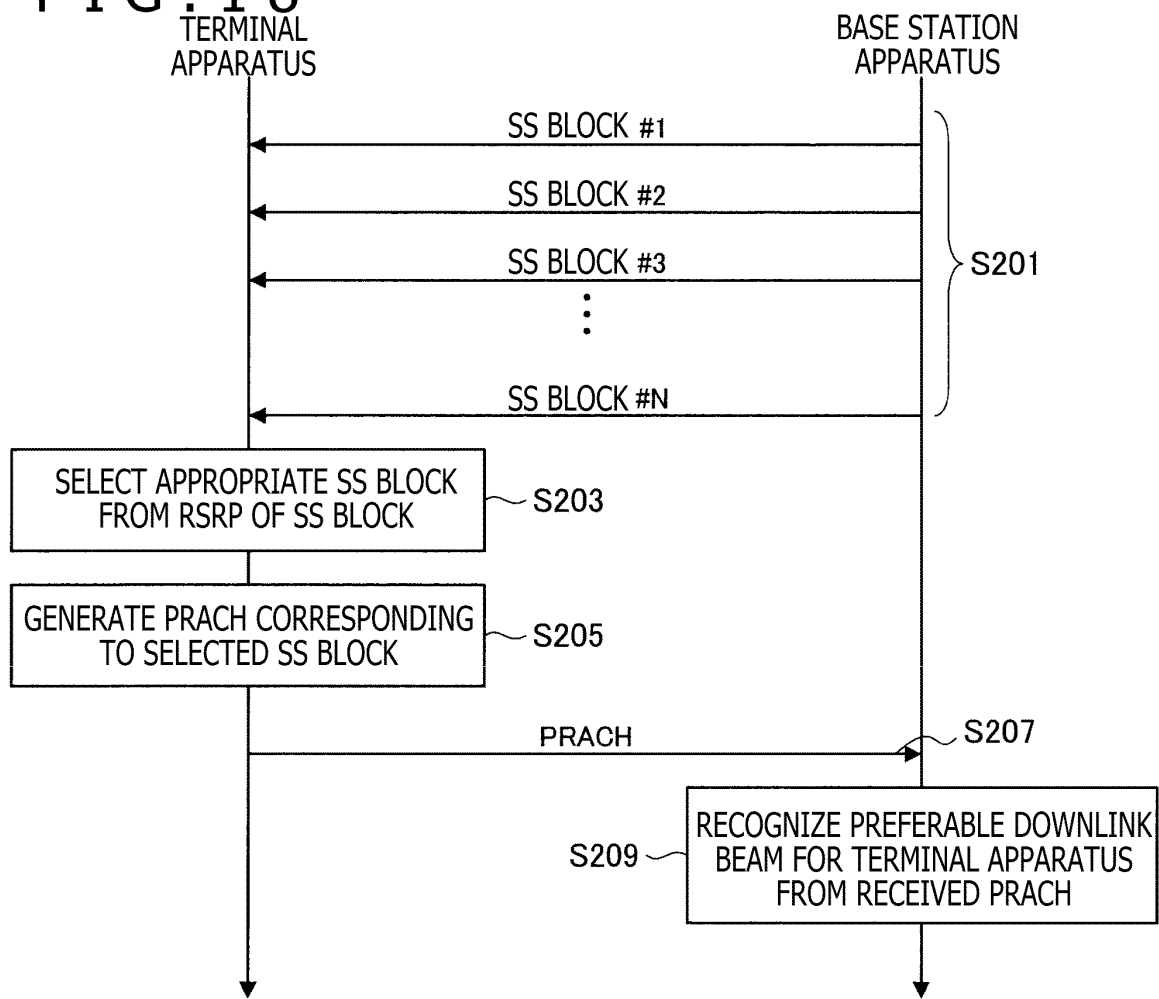 FIG.18
TERMINAL
APPARATUS
BASE STATION
APPARATUS
SS BLOCK #1
SS BLOCK #2
SS BLOCK #3
S201
SS BLOCK #N
SELECT APPROPRIATE SS BLOCK
FROM RSRP OF SS BLOCK
S203
GENERATE PRACH CORRESPONDING
TO SELECTED SS BLOCK
S205
PRACH
S207
RECOGNIZE PREFERABLE DOWNLINK
BEAM FOR TERMINAL APPARATUS
FROM RECEIVED PRACH
S209